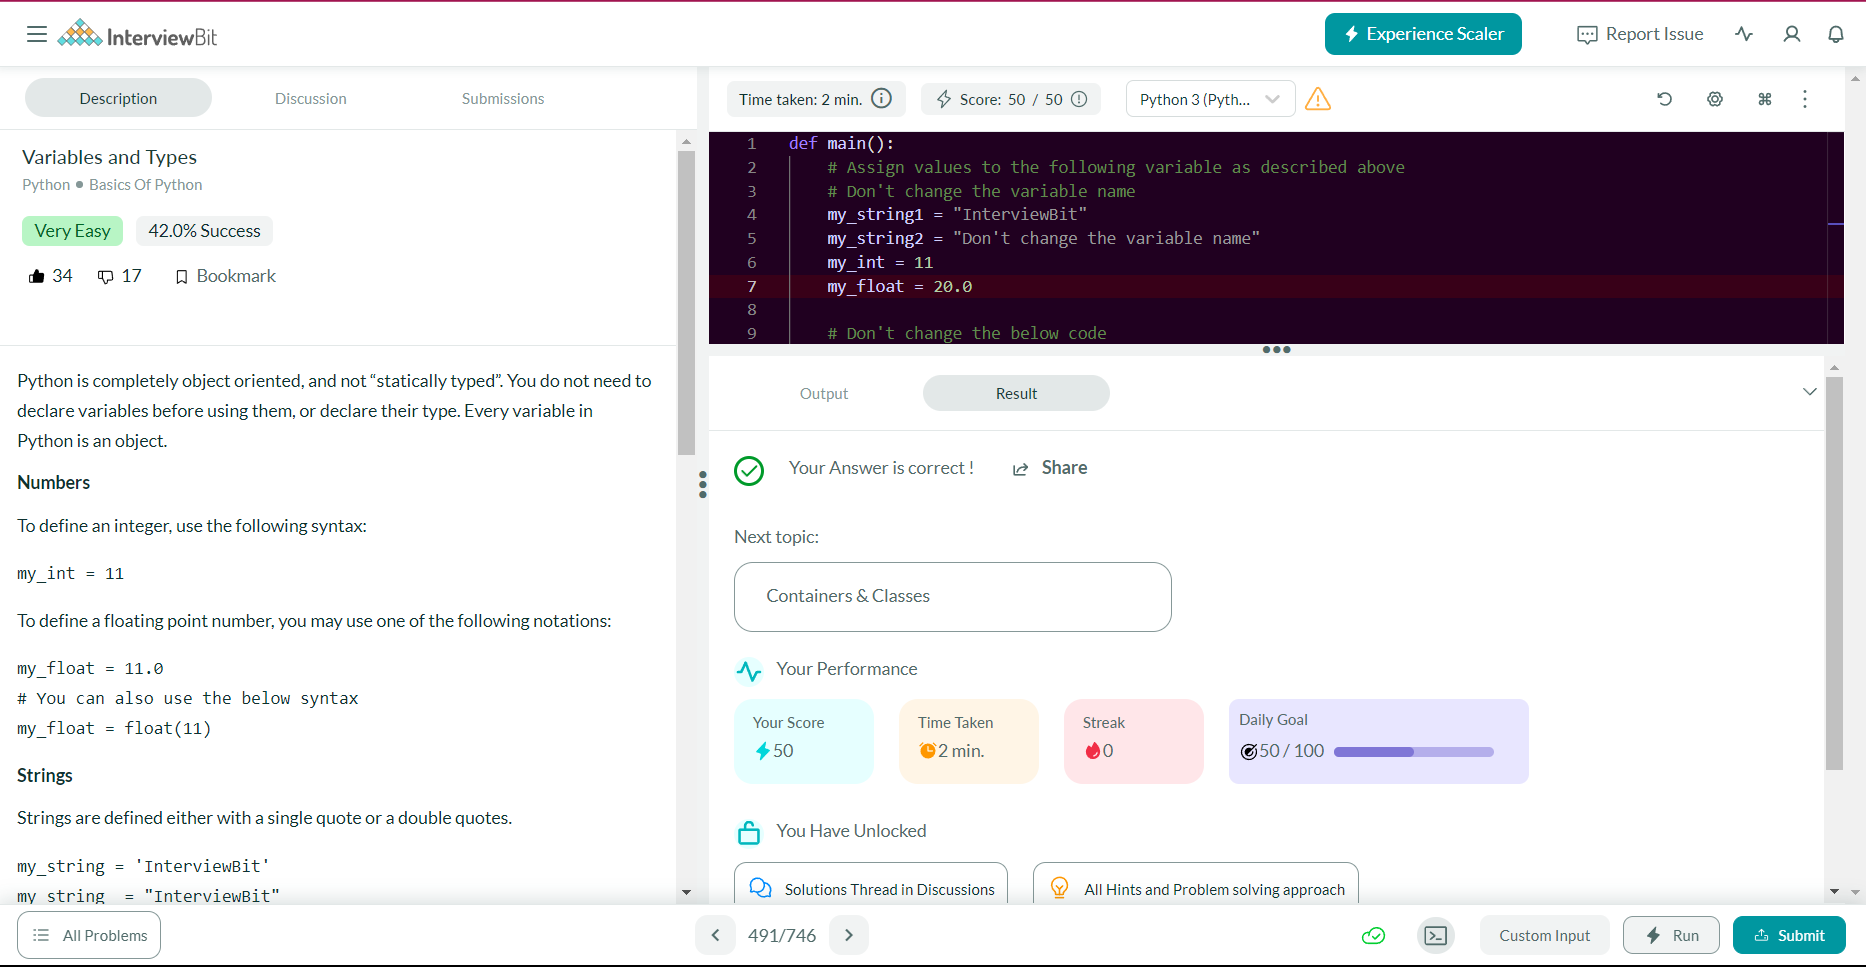 InterviewBit
Experience Scaler
Report Issue
Description
Discussion
Submissions
Time taken: 2 min.
Score: 50 / 50
Python 3 (Pyth...
Variables and Types
Python • Basics Of Python
Very Easy
42.0% Success
34
17
Bookmark
Python is completely object oriented, and not “statically typed”. You do not need to
declare variables before using them, or declare their type. Every variable in
Python is an object.
Numbers
To define an integer, use the following syntax:
my_int = 11
To define a floating point number, you may use one of the following notations:
my_float = 11.0
# You can also use the below syntax
my_float = float(11)
Strings
Strings are defined either with a single quote or a double quotes.
my_string = 'InterviewBit'
my_string  = "InterviewBit"
1 def main():
2 # Assign values to the following variable as described above
3 # Don't change the variable name
4 my_string1 = "InterviewBit"
5 my_string2 = "Don't change the variable name"
6 my_int = 11
7 my_float = 20.0
8
9 # Don't change the below code
Output
Result
Your Answer is correct !
Share
Next topic:
Containers & Classes
Your Performance
Your Score
50
Time Taken
2 min.
Streak
0
Daily Goal
50 / 100
You Have Unlocked
Solutions Thread in Discussions
All Hints and Problem solving approach
All Problems
491/746
Custom Input
Run
Submit